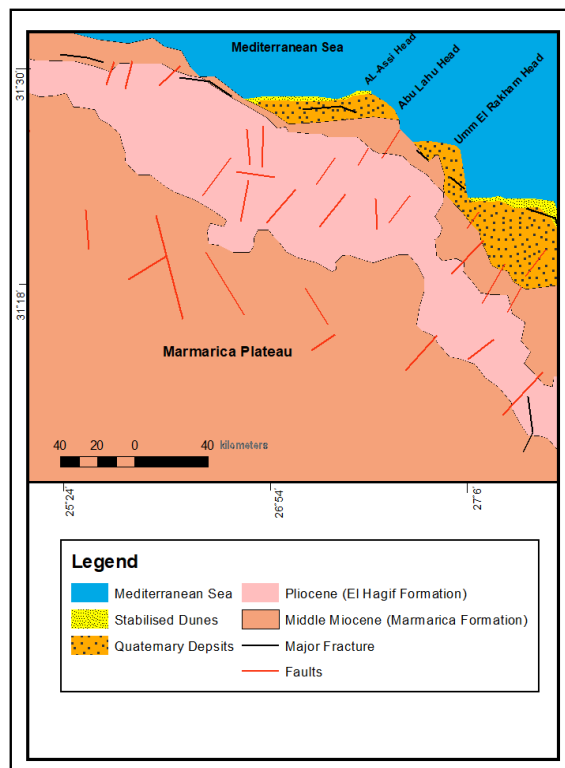 Mediterranean Sea
AL-Assi Head
Abu Lahu Head
Umm El Rakham Head
31°30'
31°18'
Marmarica Plateau
40 20 0 40 kilometers
25°24'
26°54'
27°6'
Legend
Mediterranean Sea
Pliocene (El Hagif Formation)
Stabilised Dunes
Middle Miocene (Marmarica Formation)
Quaternary Depsits
Major Fracture
Faults